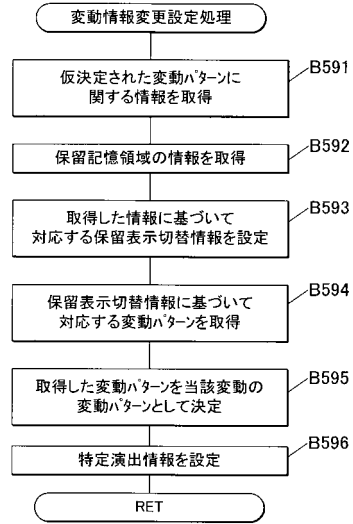 変動情報変更設定処理
B591
仮決定された変動パターンに
関する情報を取得
B592
保留記憶領域の情報を取得
B593
取得した情報に基づいて
対応する保留表示切替情報を設定
B594
保留表示切替情報に基づいて
対応する変動パターンを取得
B595
取得した変動パターンを当該変動の
変動パターンとして決定
B596
特定演出情報を設定
RET